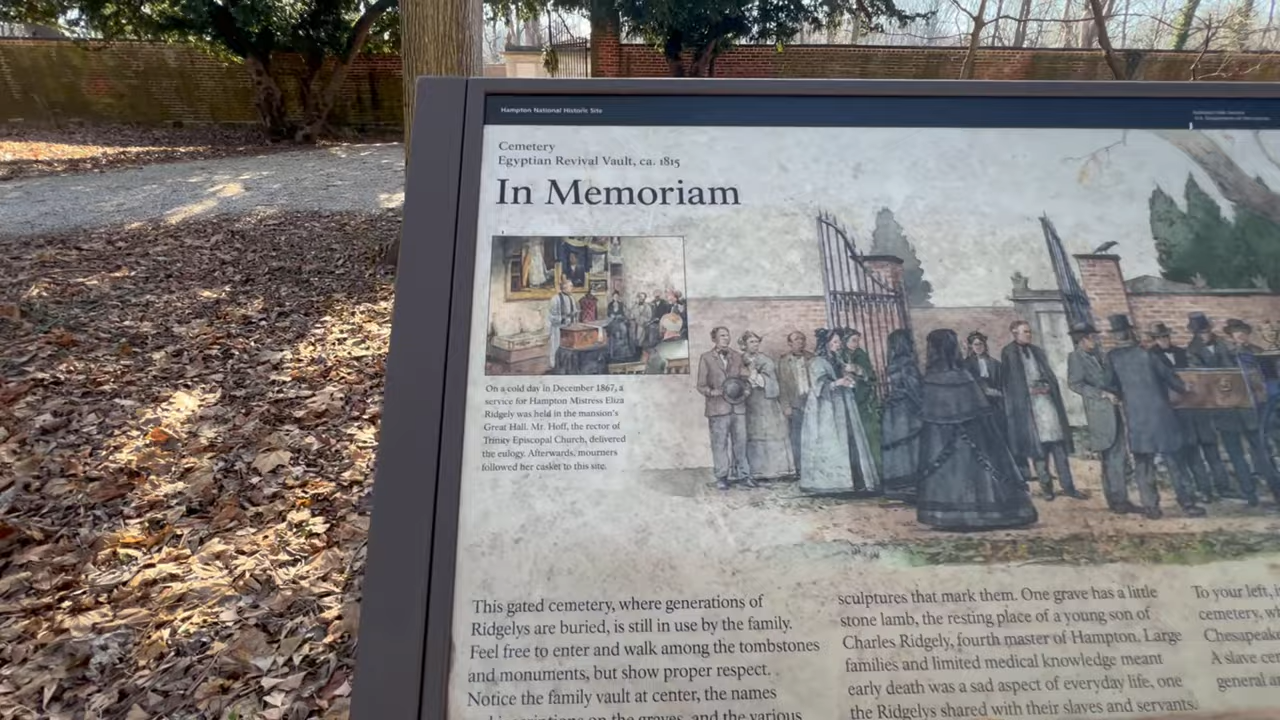 Hampton National Historic Site
Cemetery
Egyptian Revival Vault, ca. 1815
In Memoriam
On a cold day in December 1867, a
service for Hampton Mistress Eliza
Ridgely was held in the mansion's
Great Hall. Mr. Hoff, the rector of
Trinity Episcopal Church, delivered
the eulogy. Afterwards, mourners
followed her casket to this site.
This gated cemetery, where generations of
Ridgelys are buried, is still in use by the family.
Feel free to enter and walk among the tombstones
and monuments, but show proper respect.
Notice the family vault at center, the names
on the graves, and the various
sculptures that mark them. One grave has a little
stone lamb, the resting place of a young son of
Charles Ridgely, fourth master of Hampton. Large
families and limited medical knowledge meant
early death was a sad aspect of everyday life, one
the Ridgelys shared with their slaves and servants.
To your left,
cemetery,
Chesapeake
A slave
general